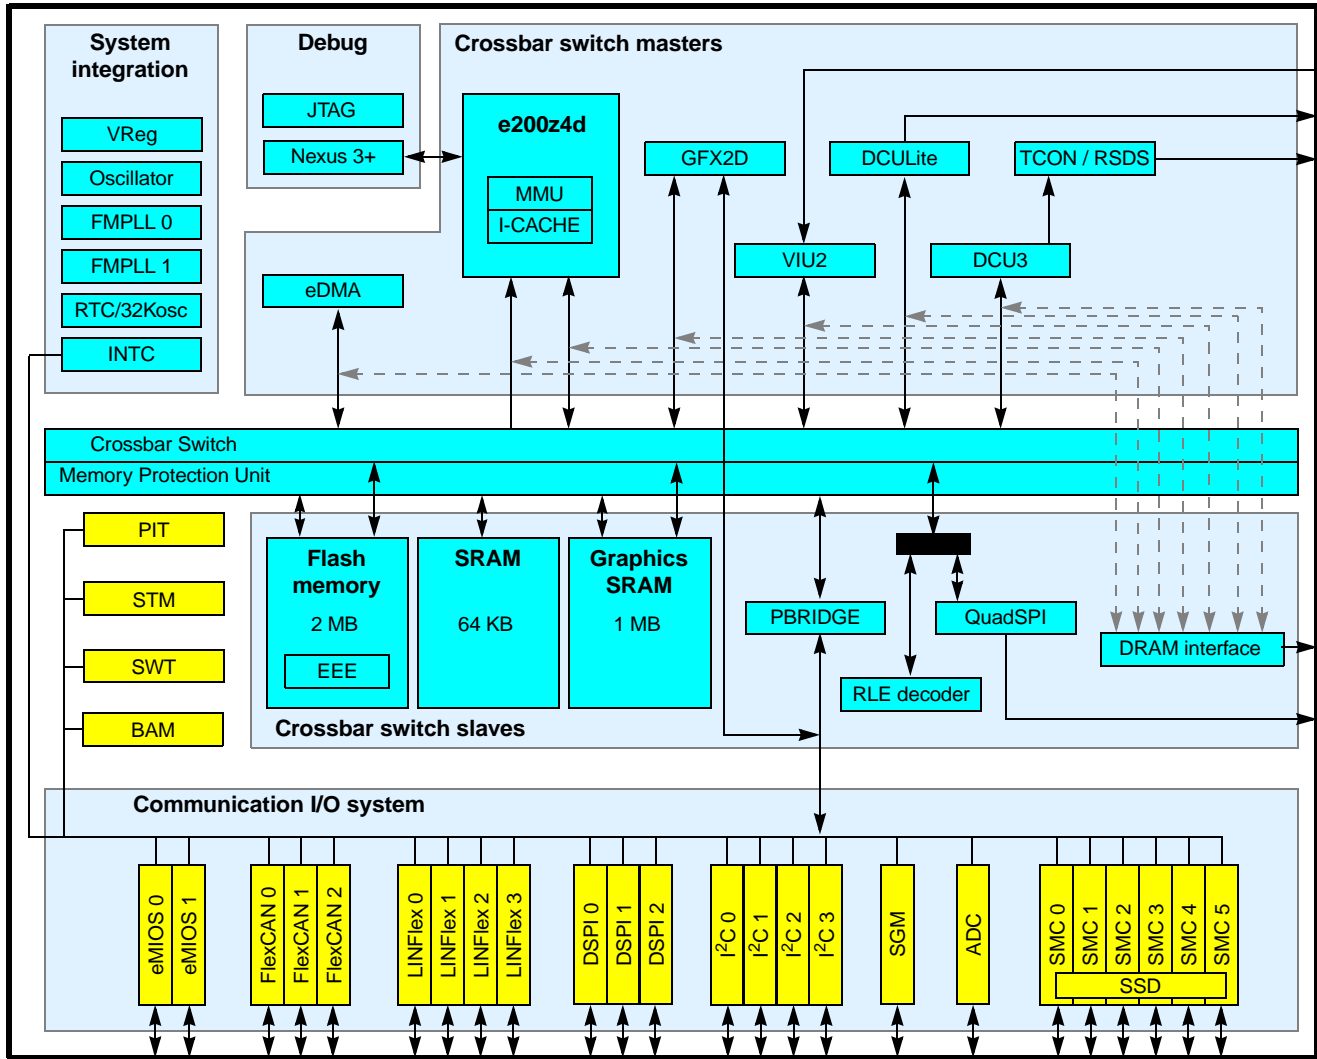 System
integration
VReg
Oscillator
FMPLL 0
FMPLL 1
RTC/32Kosc
INTC
Debug
JTAG
Nexus 3+
Crossbar switch masters
e200z4d
MMU
I-CACHE
GFX2D
DCULite
TCON / RSDS
VIU2
DCU3
eDMA
Crossbar Switch
Memory Protection Unit
PIT
STM
SWT
BAM
Flash
memory
2 MB
EEE
SRAM
64 KB
Graphics
SRAM
1 MB
PBRIDGE
QuadSPI
RLE decoder
DRAM interface
Crossbar switch slaves
Communication I/O system
eMIOS 0
eMIOS 1
FlexCAN 0
FlexCAN 1
FlexCAN 2
LINFlex 0
LINFlex 1
LINFlex 2
LINFlex 3
DSPI 0
DSPI 1
DSPI 2
I²C 0
I²C 1
I²C 2
I²C 3
SGM
ADC
SMC 0
SMC 1
SMC 2
SMC 3
SMC 4
SMC 5
SSD